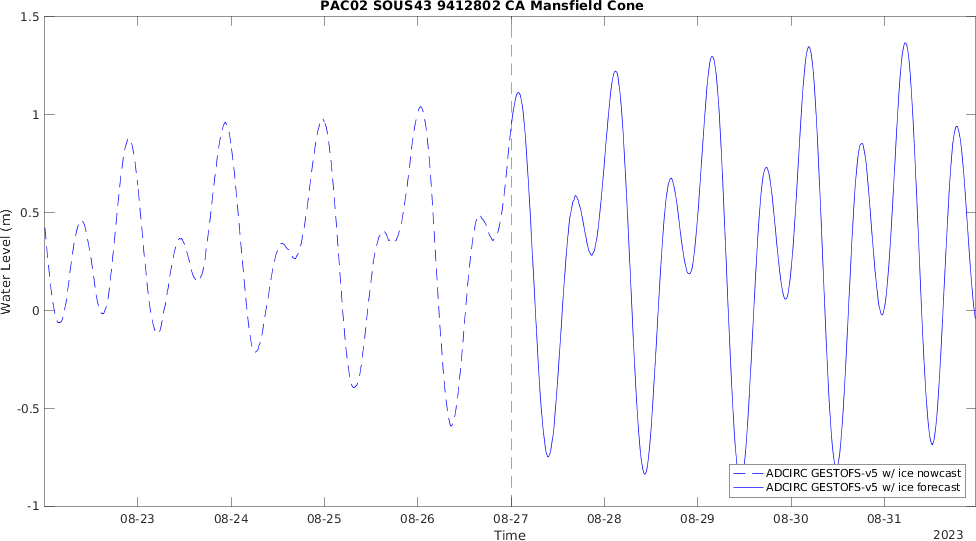 PAC02 SOUS43 9412802 CA Mansfield Cone
1.5
1
0.5
0
-0.5
-1
Water Level (m)
08-23 08-24 08-25 08-26 08-27 08-28 08-29 08-30 08-31
Time
2023
ADCIRC GESTOFS-v5 w/ ice nowcast
ADCIRC GESTOFS-v5 w/ ice forecast